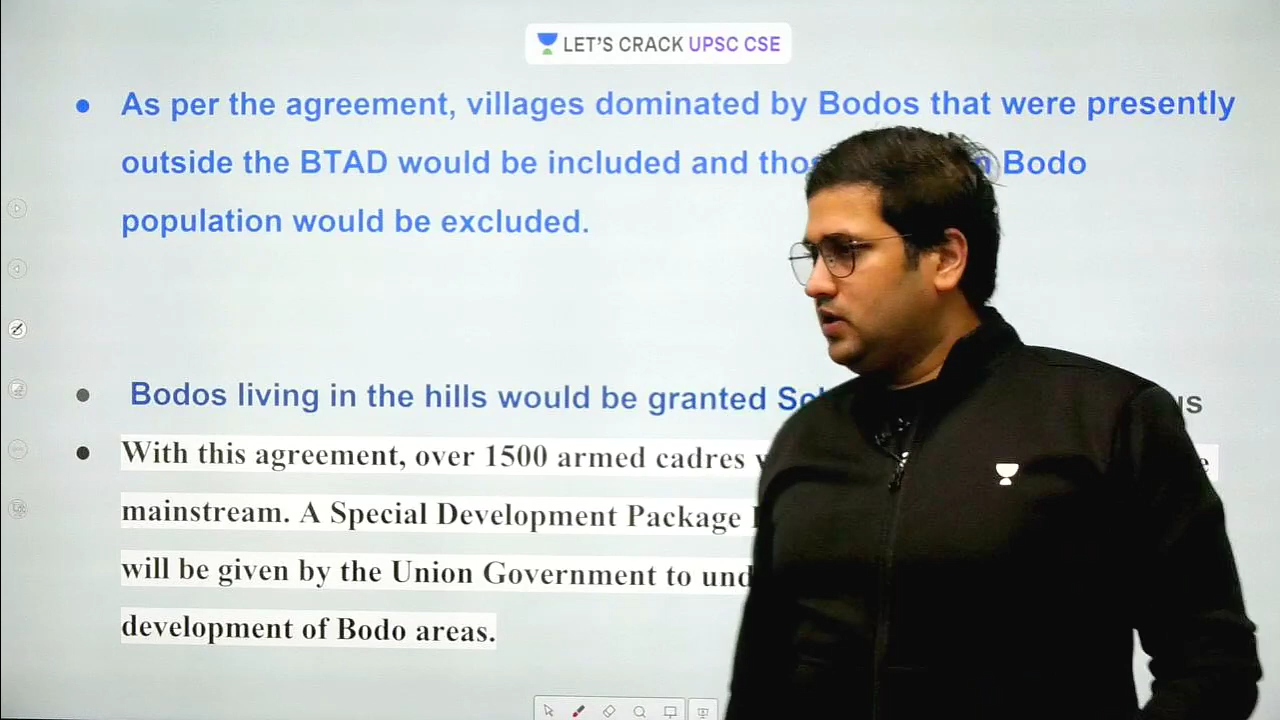 LET'S CRACK UPSC CSE
As per the agreement, villages dominated by Bodos that were presently
outside the BTAD would be included and Bodo
population would be excluded.
Bodos living in the hills would be granted
With this agreement, over 1500 armed cadres
mainstream. A Special Development Package
will be given by the Union Government to
development of Bodo areas.